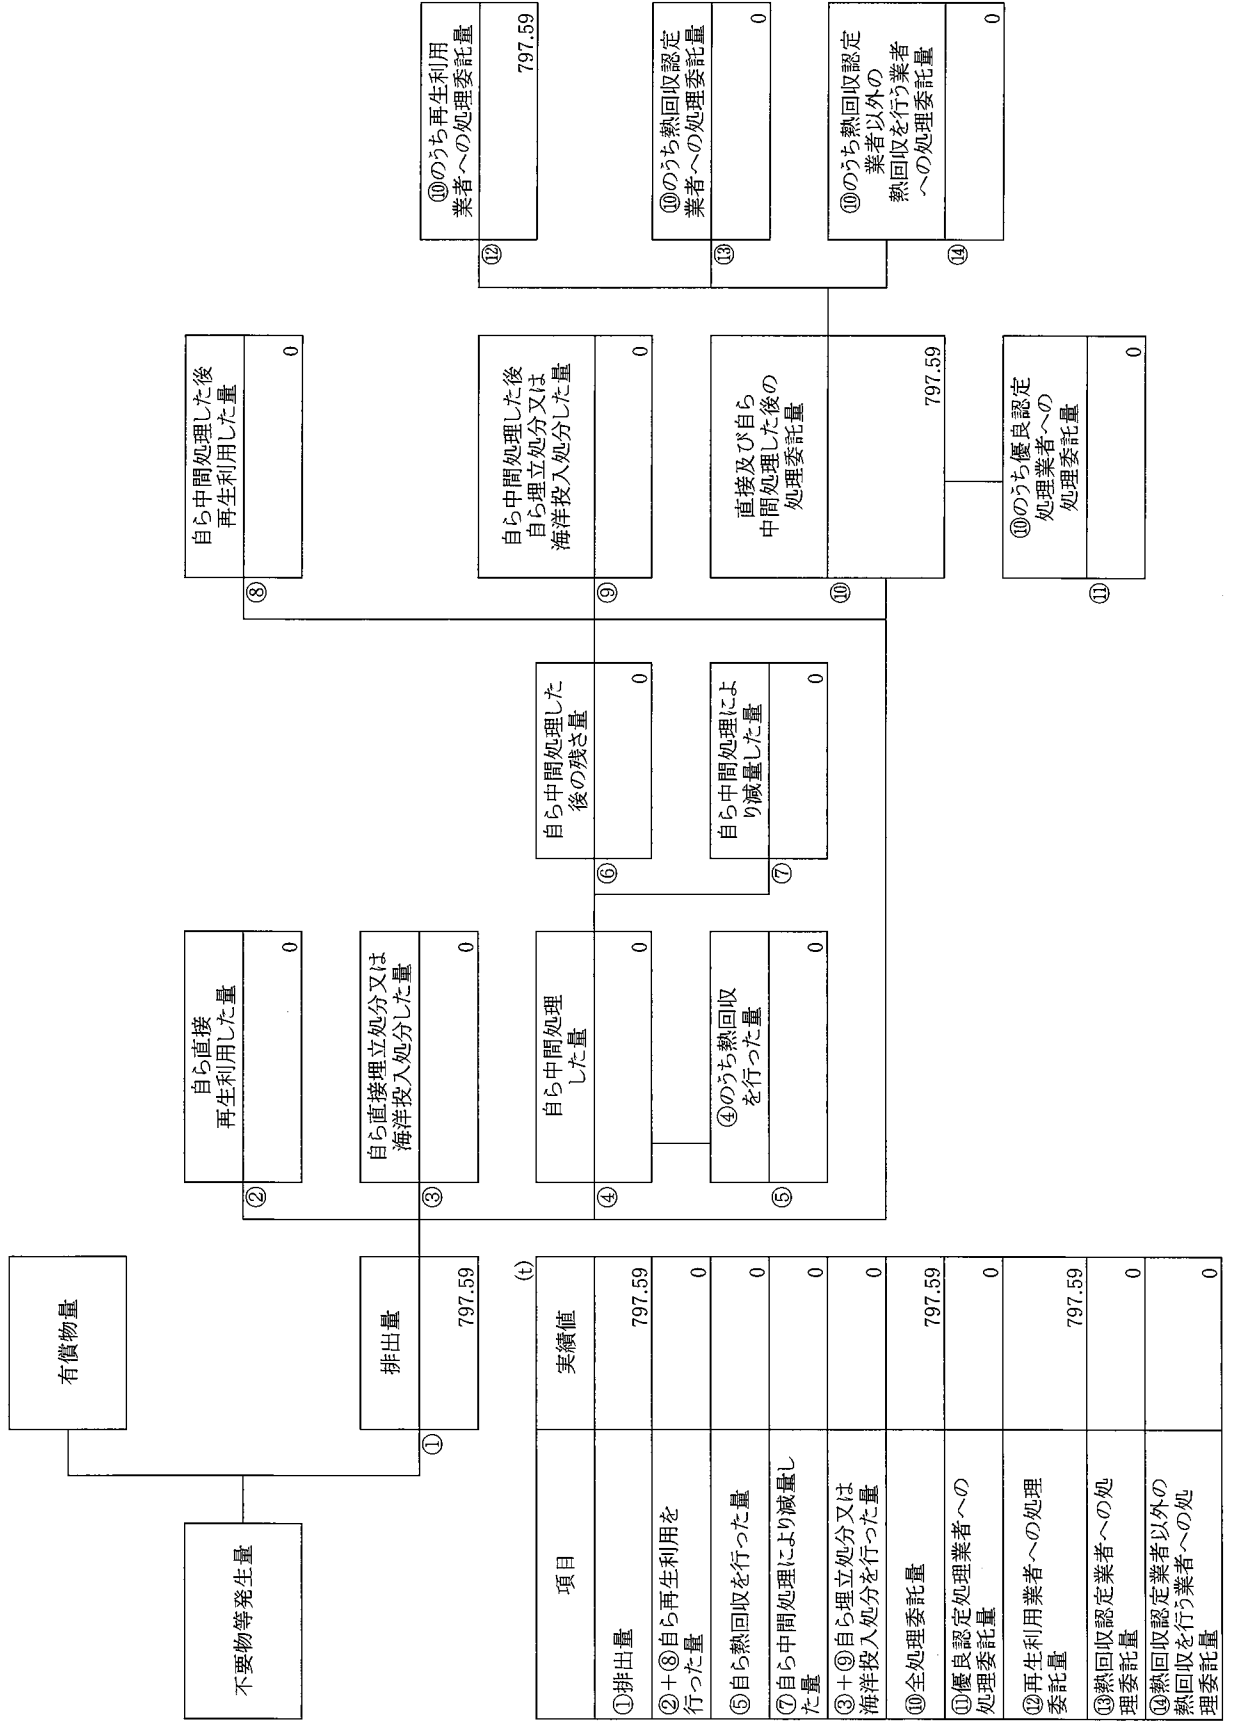 不要物等発生量
有償物量
排出量
①
797.59
自ら直接
再生利用した量
②
0
自ら直接埋立処分又は
海洋投入処分した量
③
0
自ら中間処理
した量
④
0
④のうち熱回収
を行った量
⑤
0
自ら中間処理した
後の残さ量
⑥
0
自ら中間処理によ
り減量した量
⑦
0
自ら中間処理した後
再生利用した量
⑧
0
自ら中間処理した後
自ら埋立処分又は
海洋投入処分した量
⑨
0
直接及び自ら
中間処理した後の
処理委託量
⑩
797.59
⑩のうち優良認定
処理業者への
処理委託量
⑪
0
⑩のうち再生利用
業者への処理委託量
⑫
797.59
⑩のうち熱回収認定
業者への処理委託量
⑬
0
⑩のうち熱回収認定
業者以外の
熱回収を行う業者
への処理委託量
⑭
0
(t)
項目 実績値
①排出量 797.59
②+⑧自ら再生利用を
行った量 0
⑤自ら熱回収を行った量 0
⑦自ら中間処理により減量し
た量 0
③+⑨自ら埋立処分又は
海洋投入処分を行った量 0
⑩全処理委託量 797.59
⑪優良認定処理業者への
処理委託量 0
⑫再生利用業者への処理
委託量 797.59
⑬熱回収認定業者への処
理委託量 0
⑭熱回収認定業者以外の
熱回収を行う業者への処
理委託量 0